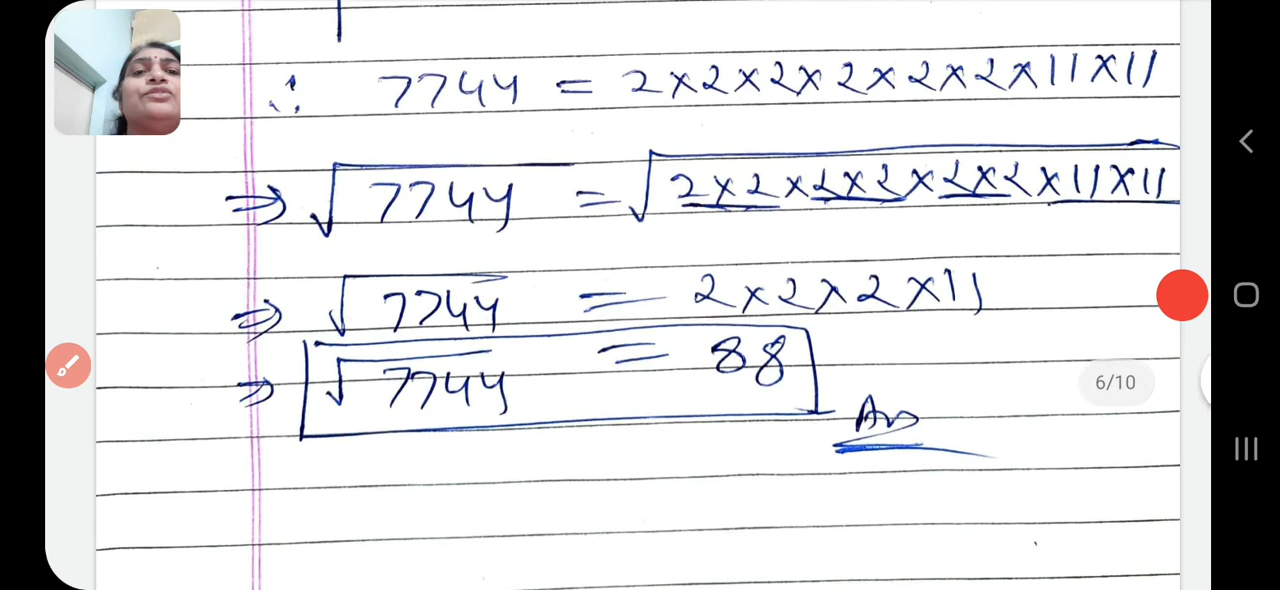 ∴ 7744 = 2×2×2×2×2×2×11×11
⇒ √7744 = √2×2×2×2×2×2×11×11
⇒ √7744 = 2×2×2×11
⇒ √7744 = 88
Ans
6/10